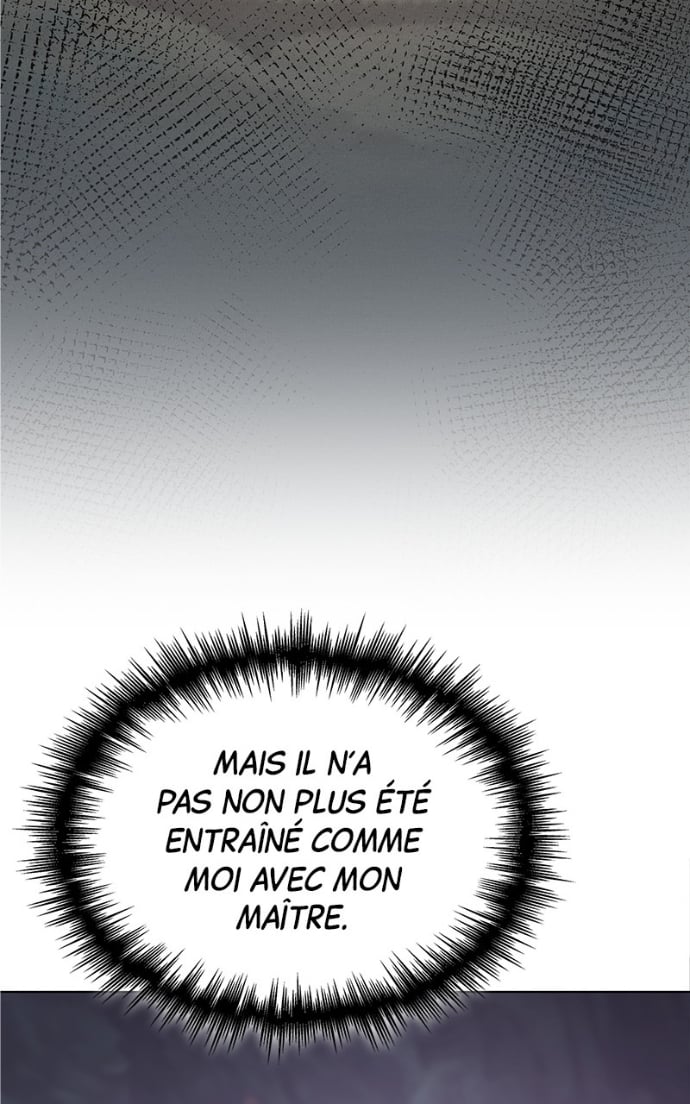 MAIS IL N'A
PAS NON PLUS ÉTÉ
ENTRAÎNÉ COMME
MOI AVEC MON
MAÎTRE.